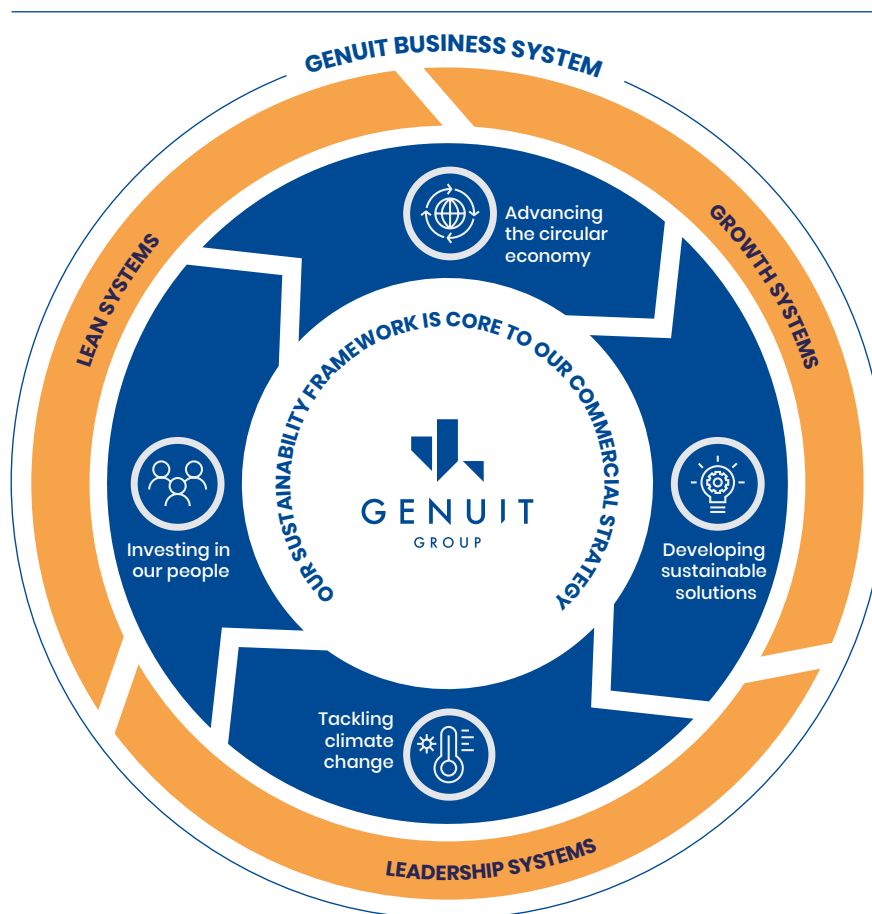 GENUIT BUSINESS SYSTEM
LEAN SYSTEMS
GROWTH SYSTEMS
Advancing
the circular
economy
OUR SUSTAINABILITY FRAMEWORK IS CORE TO OUR COMMERCIAL STRATEGY
GENUIT
GROUP
Investing in
our people
Developing
sustainable
solutions
Tackling
climate
change
LEADERSHIP SYSTEMS